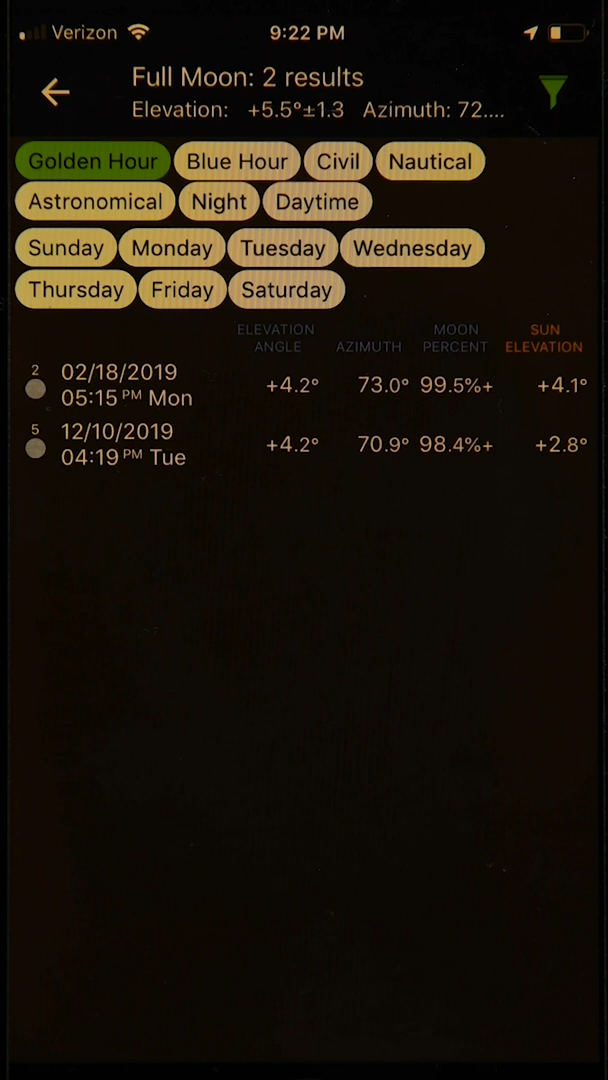 Verizon 9:22 PM
Full Moon: 2 results
Elevation: +5.5°±1.3 Azimuth: 72....
Golden Hour Blue Hour Civil Nautical
Astronomical Night Daytime
Sunday Monday Tuesday Wednesday
Thursday Friday Saturday
ELEVATION ANGLE AZIMUTH MOON PERCENT SUN ELEVATION
2 02/18/2019
05:15 PM Mon +4.2° 73.0° 99.5%+ +4.1°
5 12/10/2019
04:19 PM Tue +4.2° 70.9° 98.4%+ +2.8°